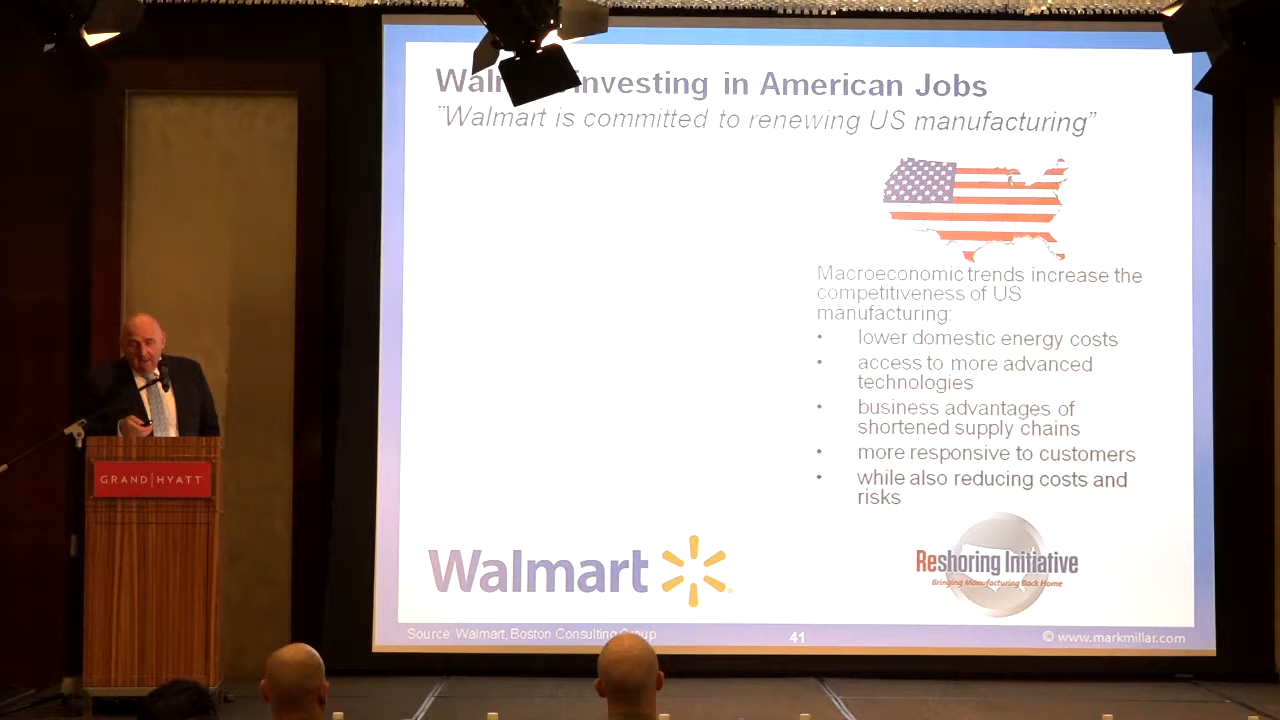 investing in American Jobs
"Walmart is committed to renewing US manufacturing"
Macroeconomic trends increase the
competitiveness of US
manufacturing:
• lower domestic energy costs
• access to more advanced
technologies
• business advantages of
shortened supply chains
• more responsive to customers
• while also reducing costs and
risks
Walmart
Reshoring Initiative
Bringing Manufacturing Back Home
Source: Walmart, Boston Consulting Group
41
© www.markmillar.com
GRAND|HYATT